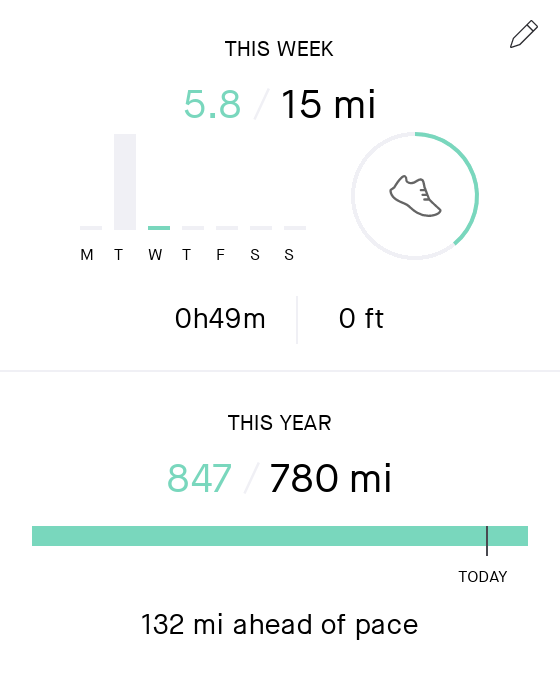 THIS WEEK
5.8 / 15 mi
M T W T F S S
0h49m 0 ft
THIS YEAR
847 / 780 mi
TODAY
132 mi ahead of pace